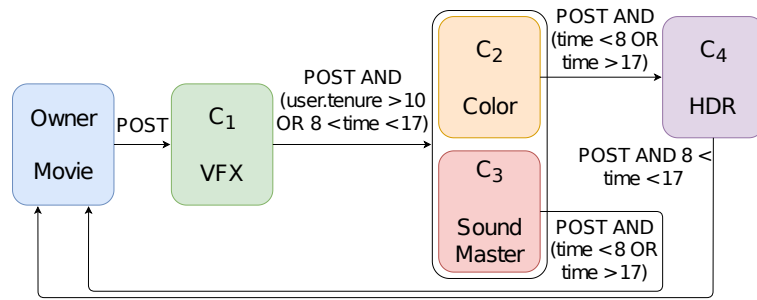 Owner
Movie
POST
C1
VFX
POST AND
(user.tenure >10
OR 8 < time < 17)
C2
Color
C3
Sound
Master
POST AND
(time < 8 OR
time > 17)
C4
HDR
POST AND 8 <
time < 17
POST AND
(time < 8 OR
time > 17)